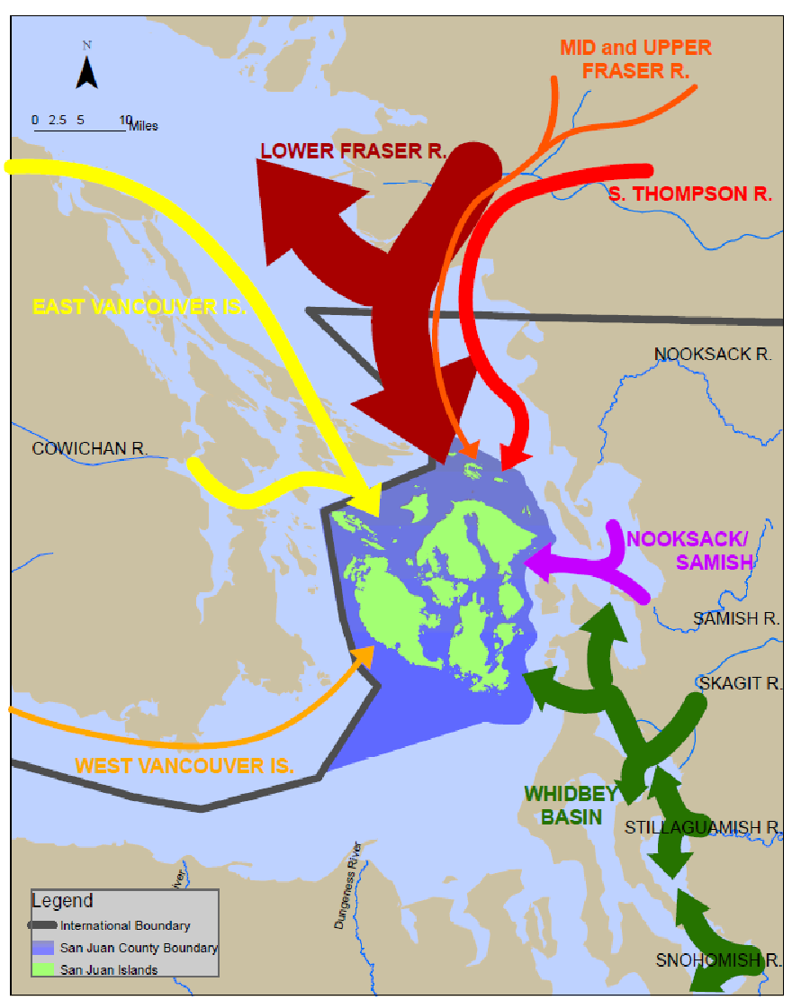 MID and UPPER
FRASER R.
N
0 2.5 5 10
Miles
LOWER FRASER R.
S. THOMPSON R.
EAST VANCOUVER IS.
NOOKSACK R.
COWICHAN R.
NOOKSACK/
SAMISH
SAMISH R.
SKAGIT R.
WEST VANCOUVER IS.
WHIDBEY
BASIN
STILLAGUAMISH R.
Dungeness River
Legend
International Boundary
San Juan County Boundary
San Juan Islands
SNOHOMISH R.